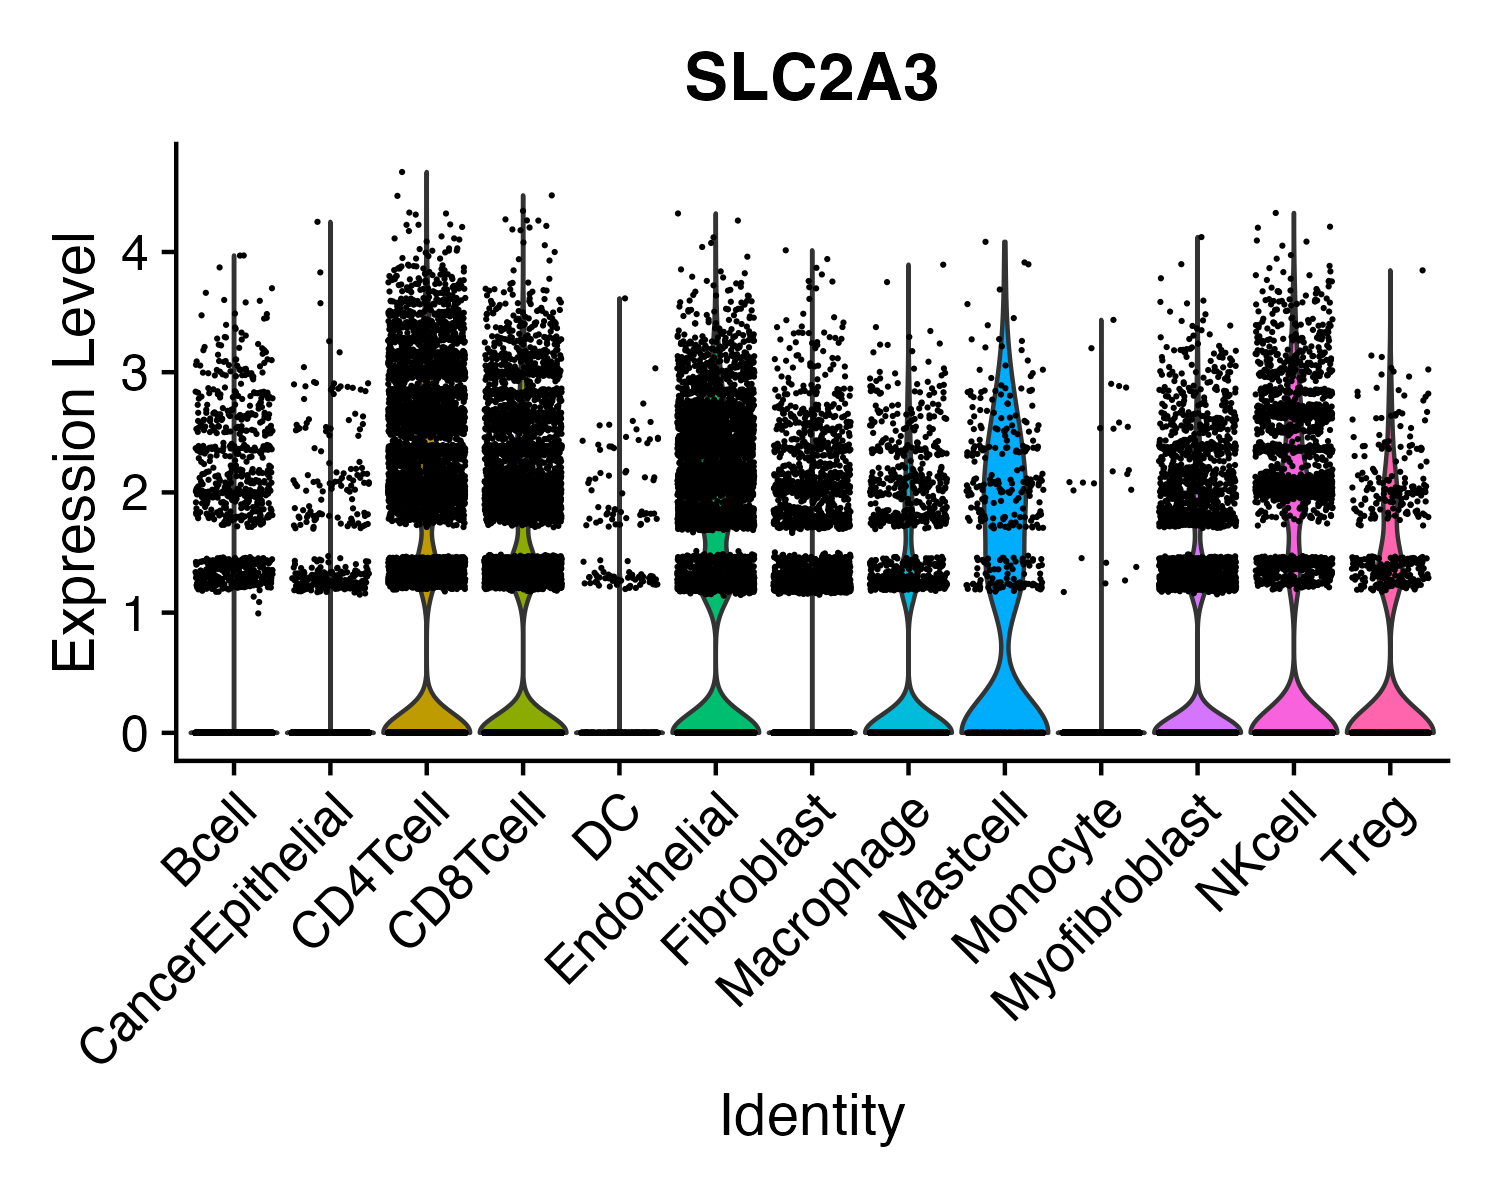 SLC2A3
Expression Level
4
3
2
1
0
Bcell
CancerEpithelial
CD4Tcell
CD8Tcell
DC
Endothelial
Fibroblast
Macrophage
Mastcell
Monocyte
Myofibroblast
NKcell
Treg
Identity